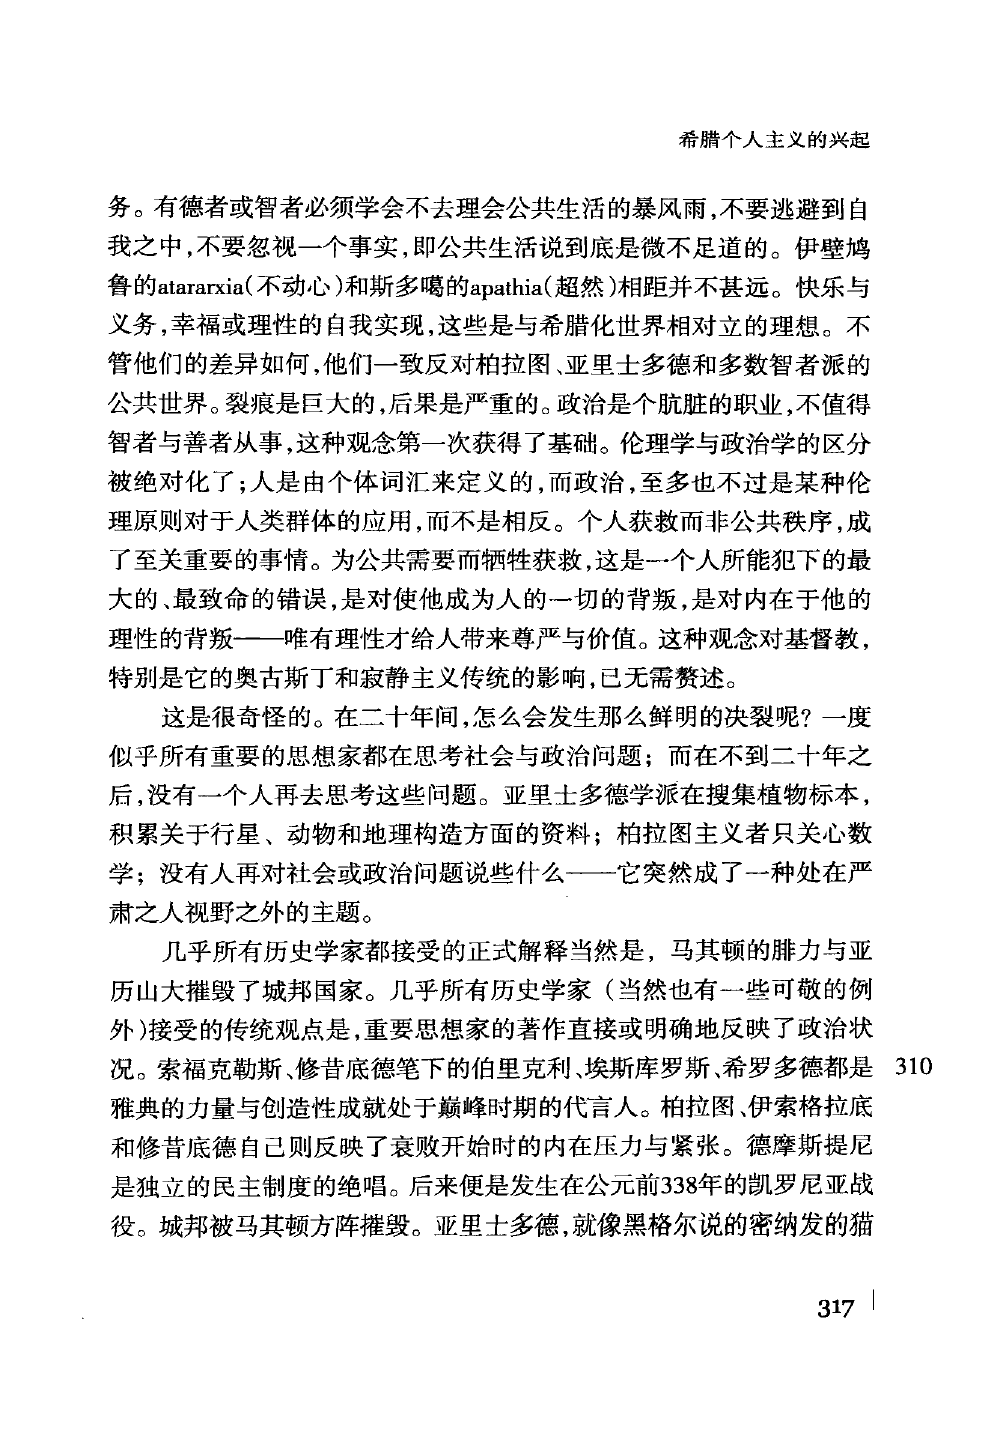 希腊个人主义的兴起
务。有德者或智者必须学会不去理会公共生活的暴风雨,不要逃避到自
我之中,不要忽视一个事实,即公共生活说到底是微不足道的。伊壁鸠
鲁的atararxia(不动心)和斯多噶的apathia(超然)相距并不甚远。快乐与
义务,幸福或理性的自我实现,这些是与希腊化世界相对立的理想。不
管他们的差异如何,他们一致反对柏拉图、亚里士多德和多数智者派的
公共世界。裂痕是巨大的,后果是严重的。政治是个肮脏的职业,不值得
智者与善者从事,这种观念第一次获得了基础。伦理学与政治学的区分
被绝对化了;人是由个体词汇来定义的,而政治,至多也不过是某种伦
理原则对于人类群体的应用,而不是相反。个人获救而非公共秩序,成
了至关重要的事情。为公共需要而牺牲获救,这是一个人所能犯下的最
大的、最致命的错误,是对使他成为人的一切的背叛,是对内在于他的
理性的背叛——唯有理性才给人带来尊严与价值。这种观念对基督教,
特别是它的奥古斯丁和寂静主义传统的影响,已无需赘述。
这是很奇怪的。在二十年间,怎么会发生那么鲜明的决裂呢？一度
似乎所有重要的思想家都在思考社会与政治问题；而在不到二十年之
后,没有一个人再去思考这些问题。亚里士多德学派在搜集植物标本,
积累关于行星、动物和地理构造方面的资料；柏拉图主义者只关心数
学；没有人再对社会或政治问题说些什么——它突然成了一种处在严
肃之人视野之外的主题。
几乎所有历史学家都接受的正式解释当然是，马其顿的腓力与亚
历山大摧毁了城邦国家。几乎所有历史学家（当然也有一些可敬的例
外)接受的传统观点是,重要思想家的著作直接或明确地反映了政治状
况。索福克勒斯、修昔底德笔下的伯里克利、埃斯库罗斯、希罗多德都是 310
雅典的力量与创造性成就处于巅峰时期的代言人。柏拉图、伊索格拉底
和修昔底德自己则反映了衰败开始时的内在压力与紧张。德摩斯提尼
是独立的民主制度的绝唱。后来便是发生在公元前338年的凯罗尼亚战
役。城邦被马其顿方阵摧毁。亚里士多德,就像黑格尔说的密纳发的猫
317